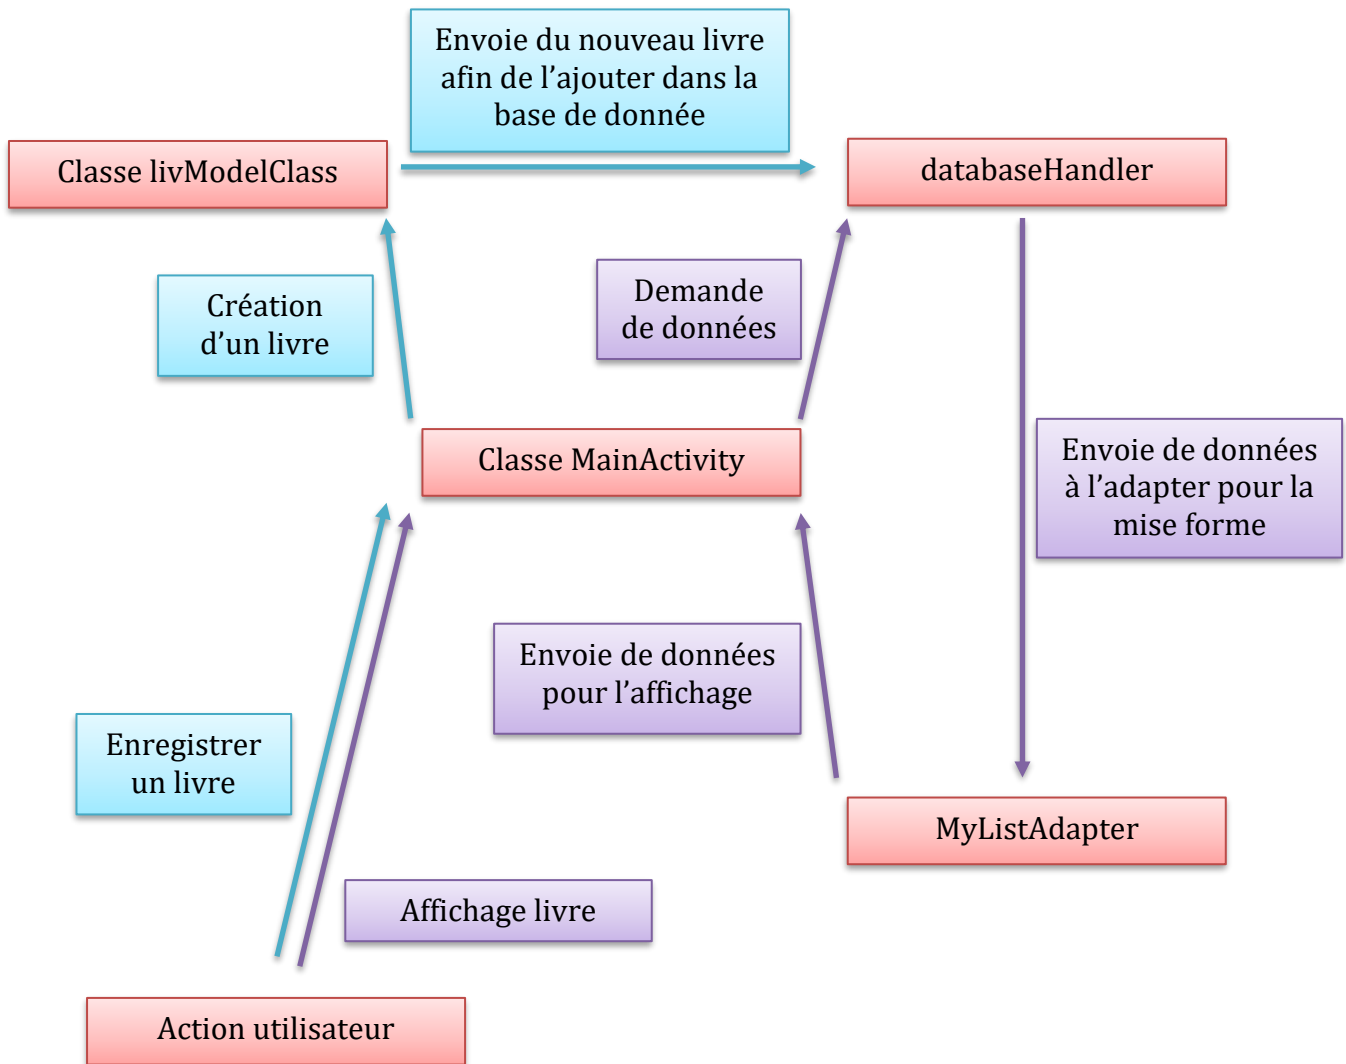 Envoie du nouveau livre
afin de l’ajouter dans la
base de donnée
Classe livModelClass
databaseHandler
Création
d’un livre
Demande
de données
Classe MainActivity
Envoie de données
à l’adapter pour la
mise forme
Envoie de données
pour l’affichage
Enregistrer
un livre
MyListAdapter
Affichage livre
Action utilisateur